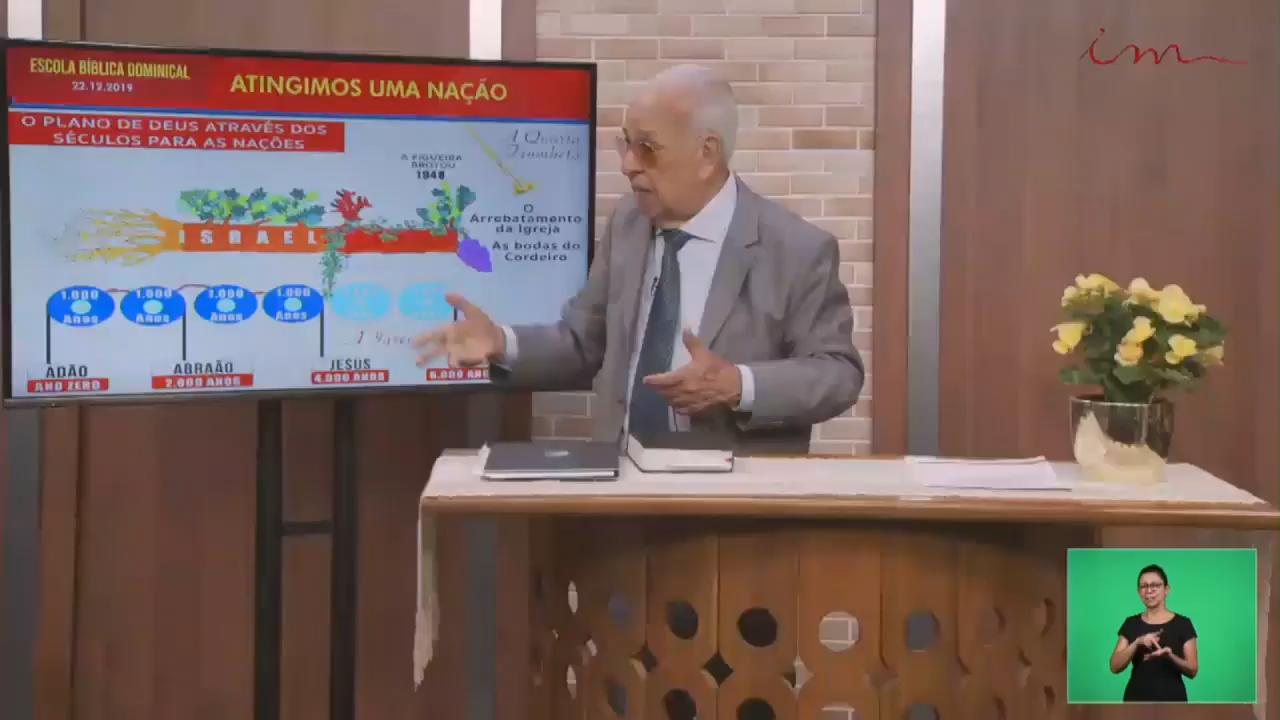 im
ESCOLA BÍBLICA DOMINICAL
22.12.2019
ATINGIMOS UMA NAÇÃO
O PLANO DE DEUS ATRAVÉS DOS
SÉCULOS PARA AS NAÇÕES
A Quarta
Trombeta
A FIGUEIRA
BROTOU
1948
O
Arrebatamento
da Igreja
As bodas do
Cordeiro
ISRAEL
1.000
Anos
1.000
Anos
1.000
Anos
1.000
Anos
ADÃO
ANO ZERO
ABRAÃO
2.000 ANOS
JESUS
4.000 ANOS
6.000